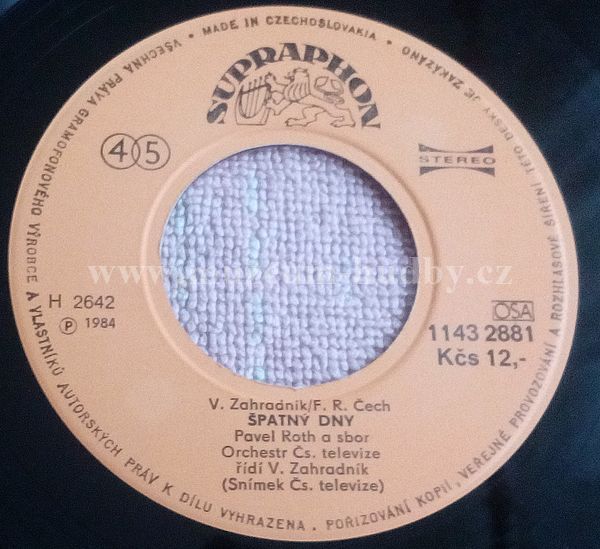 VŠECHNA PRÁVA GRAMOFONOVÉHO VÝROBCE A VLASTNÍKŮ AUTORSKÝCH PRÁV K DÍLU VYHRAZENA . POŘIZOVÁNÍ KOPIÍ, VEŘEJNÉ PROVOZOVÁNÍ A ROZHLASOVÉ ŠÍŘENÍ TÉTO DESKY JE ZAKÁZÁNO
• MADE IN CZECHOSLOVAKIA •
SUPRAPHON
45
STEREO
H 2642
Ⓟ 1984
OSA
1143 2881
Kčs 12,-
V. Zahradník/F. R. Čech
ŠPATNÝ DNY
Pavel Roth a sbor
Orchestr Čs. televize
řídí V. Zahradník
(Snímek Čs. televize)